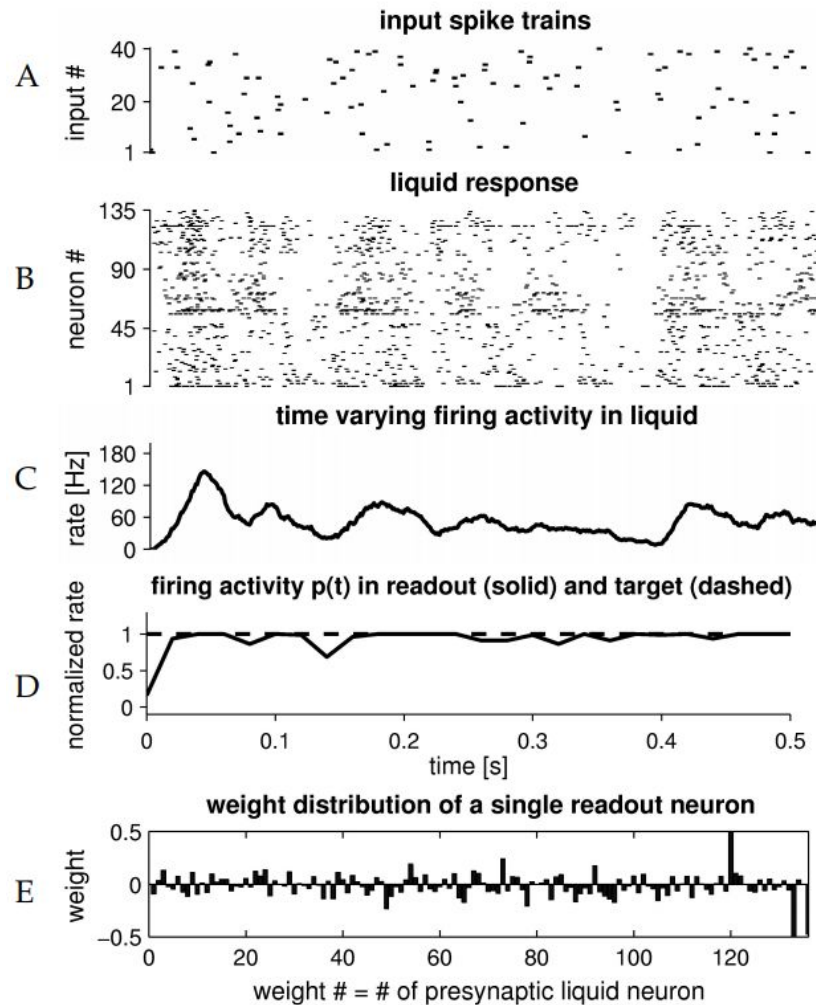 input spike trains
A
input #
40
20
1
liquid response
B
neuron #
135
90
45
1
time varying firing activity in liquid
C
rate [Hz]
180
120
60
0
firing activity p(t) in readout (solid) and target (dashed)
D
normalized rate
1
0.5
0
0 0.1 0.2 0.3 0.4 0.5
time [s]
weight distribution of a single readout neuron
E
weight
0.5
0
−0.5
0 20 40 60 80 100 120
weight # = # of presynaptic liquid neuron